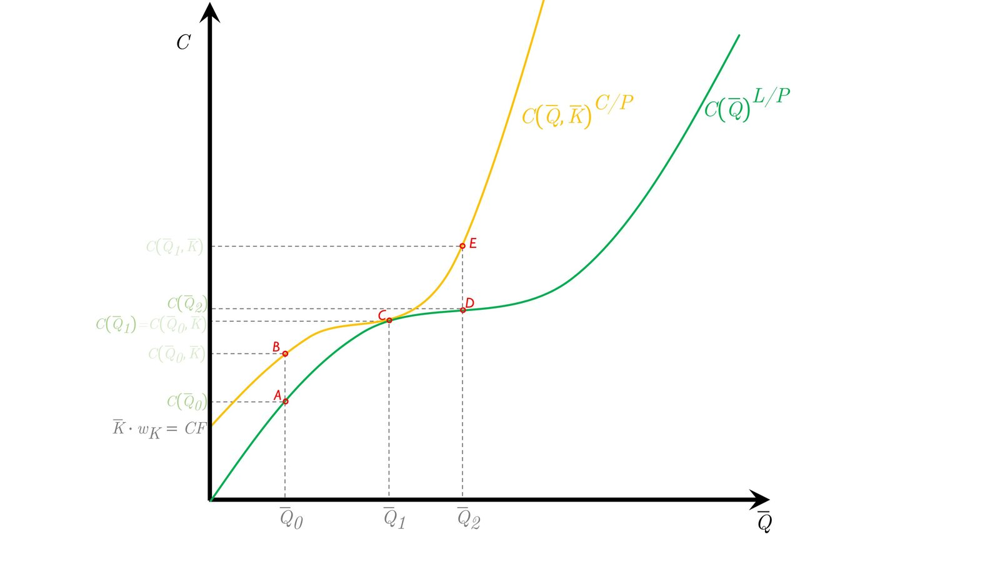 C
C(Q̅, K̅)^C/P
C(Q̅)^L/P
C(Q̅₁, K̅)
E
C(Q̅₂)
D
C(Q̅₁) = C(Q̅₀, K̅)
C
C(Q̅₀, K̅)
B
C(Q̅₀)
A
K̅ · w_K = CF
Q̅₀ Q̅₁ Q̅₂ Q̅